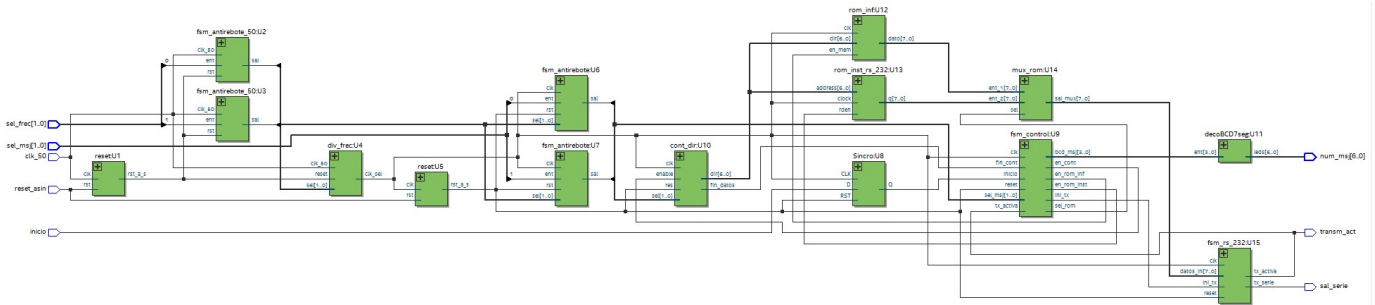 sel_frec[1..0]
sel_msj[1..0]
clk_50
reset_asin
inicio
fsm_antirebote_50:U2
clk_50
ent
rst
sal
0
fsm_antirebote_50:U3
clk_50
ent
rst
sal
1
reset:U1
clk
rst
rst_a_s
div_frec:U4
clk_50
reset
sel[1..0]
clk_sel
reset:U5
clk
rst
rst_a_s
fsm_antirebote:U6
clk
ent
rst
sel[1..0]
sal
0
fsm_antirebote:U7
clk
ent
rst
sel[1..0]
sal
1
cont_dir:U10
clk
enable
res
sel[1..0]
dir[6..0]
fin_datos
rom_inf:U12
clk
dir[6..0]
en_mem
dato[7..0]
rom_inst_rs_232:U13
address[6..0]
clock
rden
q[7..0]
Sincro:U8
CLK
D
RST
Q
mux_rom:U14
ent_1[7..0]
ent_2[7..0]
sel
sal_mux[7..0]
fsm_control:U9
clk
fin_cont
inicio
reset
sel_msj[1..0]
tx_activa
bcd_msj[3..0]
en_cont
en_rom_inf
en_rom_inst
ini_tx
sel_rom
decoBCD7seg:U11
ent[3..0]
leds[6..0]
fsm_rs_232:U15
clk
datos_in[7..0]
ini_tx
reset
tx_activa
tx_serie
num_msj[6..0]
transm_act
sal_serie